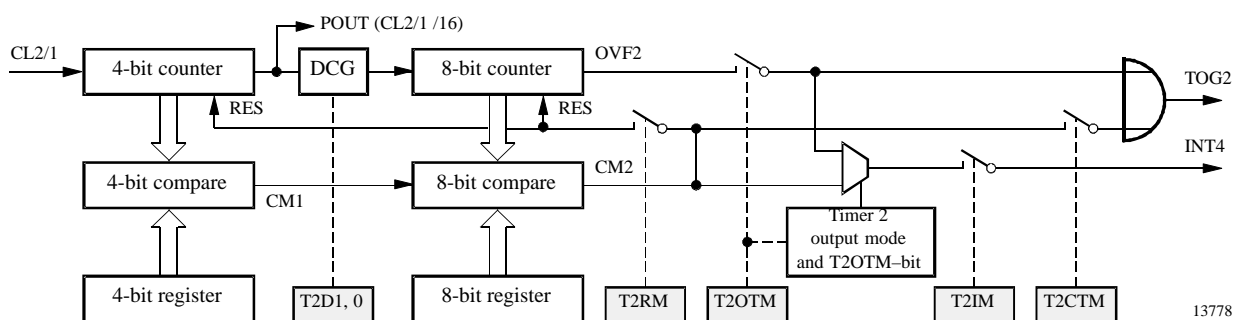 POUT (CL2/1 /16)
CL2/1
4-bit counter
DCG
8-bit counter
OVF2
TOG2
RES
RES
INT4
4-bit compare
CM1
8-bit compare
CM2
Timer 2
output mode
and T2OTM–bit
4-bit register
T2D1, 0
8-bit register
T2RM
T2OTM
T2IM
T2CTM
13778